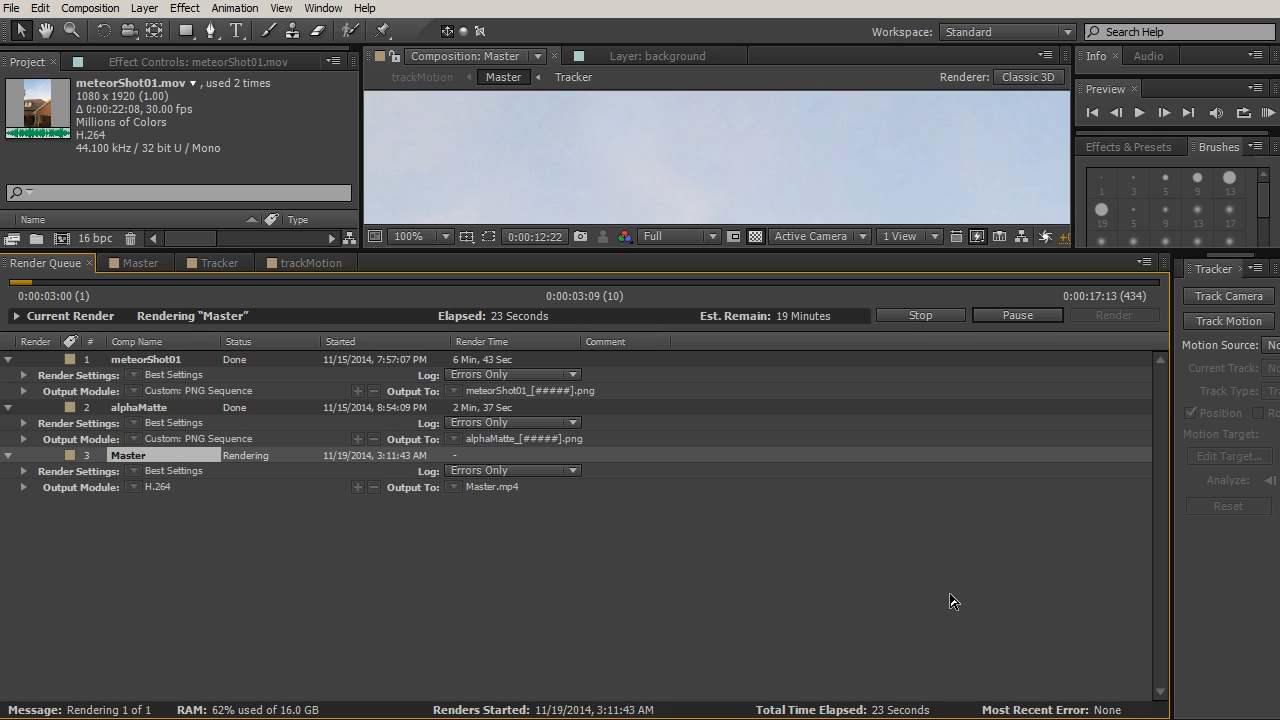 File Edit Composition Layer Effect Animation View Window Help
Workspace: Standard Search Help
Project Effect Controls: meteorShot01.mov Composition: Master Layer: background Info Audio
meteorShot01.mov , used 2 times
1080 x 1920 (1.00)
Δ 0:00:22:08, 30.00 fps
Millions of Colors
H.264
44.100 kHz / 32 bit U / Mono
trackMotion Master Tracker Renderer: Classic 3D
Preview
Effects & Presets Brushes
1 3 5 9 13
19 5 9 13 17
Name Type
16 bpc
100% 0:00:12:22 Full Active Camera 1 View
Render Queue Master Tracker trackMotion
0:00:03:00 (1) 0:00:03:09 (10) 0:00:17:13 (434)
Current Render Rendering “Master” Elapsed: 23 Seconds Est. Remain: 19 Minutes Stop Pause Render
Render # Comp Name Status Started Render Time Comment
1 meteorShot01 Done 11/15/2014, 7:57:07 PM 6 Min, 43 Sec
Render Settings: Best Settings Log: Errors Only
Output Module: Custom: PNG Sequence Output To: meteorShot01_[#####].png
2 alphaMatte Done 11/15/2014, 8:54:09 PM 2 Min, 37 Sec
Render Settings: Best Settings Log: Errors Only
Output Module: Custom: PNG Sequence Output To: alphaMatte_[#####].png
3 Master Rendering 11/19/2014, 3:11:43 AM -
Render Settings: Best Settings Log: Errors Only
Output Module: H.264 Output To: Master.mp4
Tracker
Track Camera
Track Motion
Motion Source:
Current Track:
Track Type:
Position
Motion Target:
Edit Target...
Analyze:
Reset
Message: Rendering 1 of 1 RAM: 62% used of 16.0 GB Renders Started: 11/19/2014, 3:11:43 AM Total Time Elapsed: 23 Seconds Most Recent Error: None